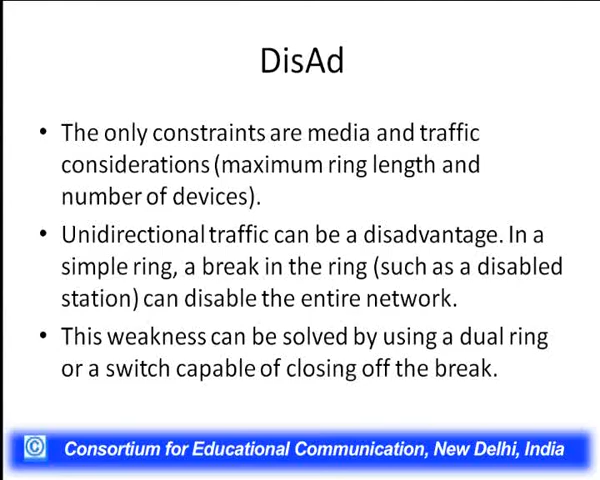 DisAd
• The only constraints are media and traffic
considerations (maximum ring length and
number of devices).
• Unidirectional traffic can be a disadvantage. In a
simple ring, a break in the ring (such as a disabled
station) can disable the entire network.
• This weakness can be solved by using a dual ring
or a switch capable of closing off the break.
© Consortium for Educational Communication, New Delhi, India